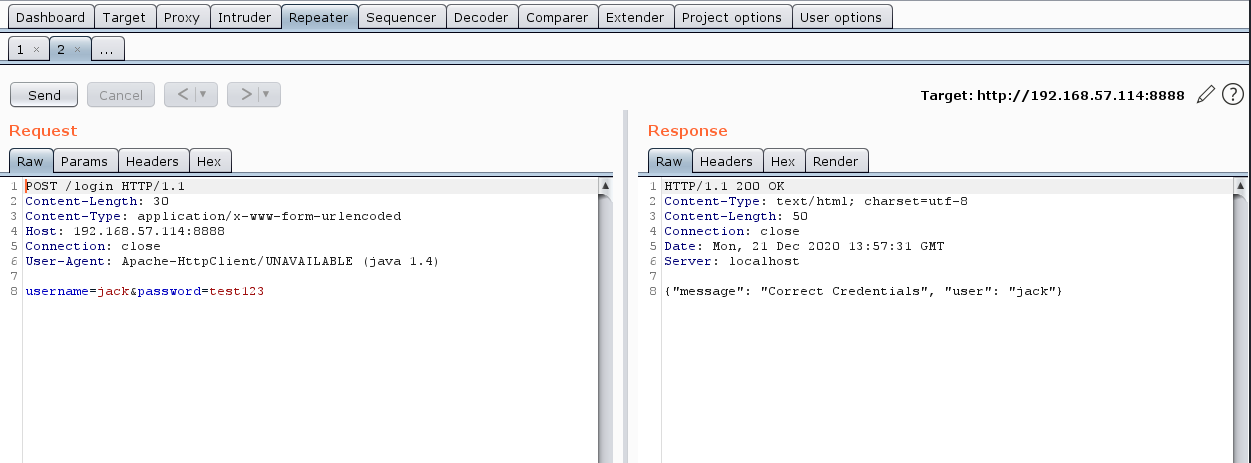 Dashboard Target Proxy Intruder Repeater Sequencer Decoder Comparer Extender Project options User options
1 × 2 × ...
Send Cancel < > Target: http://192.168.57.114:8888 ?
Request
Raw Params Headers Hex
1 POST /login HTTP/1.1
2 Content-Length: 30
3 Content-Type: application/x-www-form-urlencoded
4 Host: 192.168.57.114:8888
5 Connection: close
6 User-Agent: Apache-HttpClient/UNAVAILABLE (java 1.4)
7
8 username=jack&password=test123
Response
Raw Headers Hex Render
1 HTTP/1.1 200 OK
2 Content-Type: text/html; charset=utf-8
3 Content-Length: 50
4 Connection: close
5 Date: Mon, 21 Dec 2020 13:57:31 GMT
6 Server: localhost
7
8 {"message": "Correct Credentials", "user": "jack"}